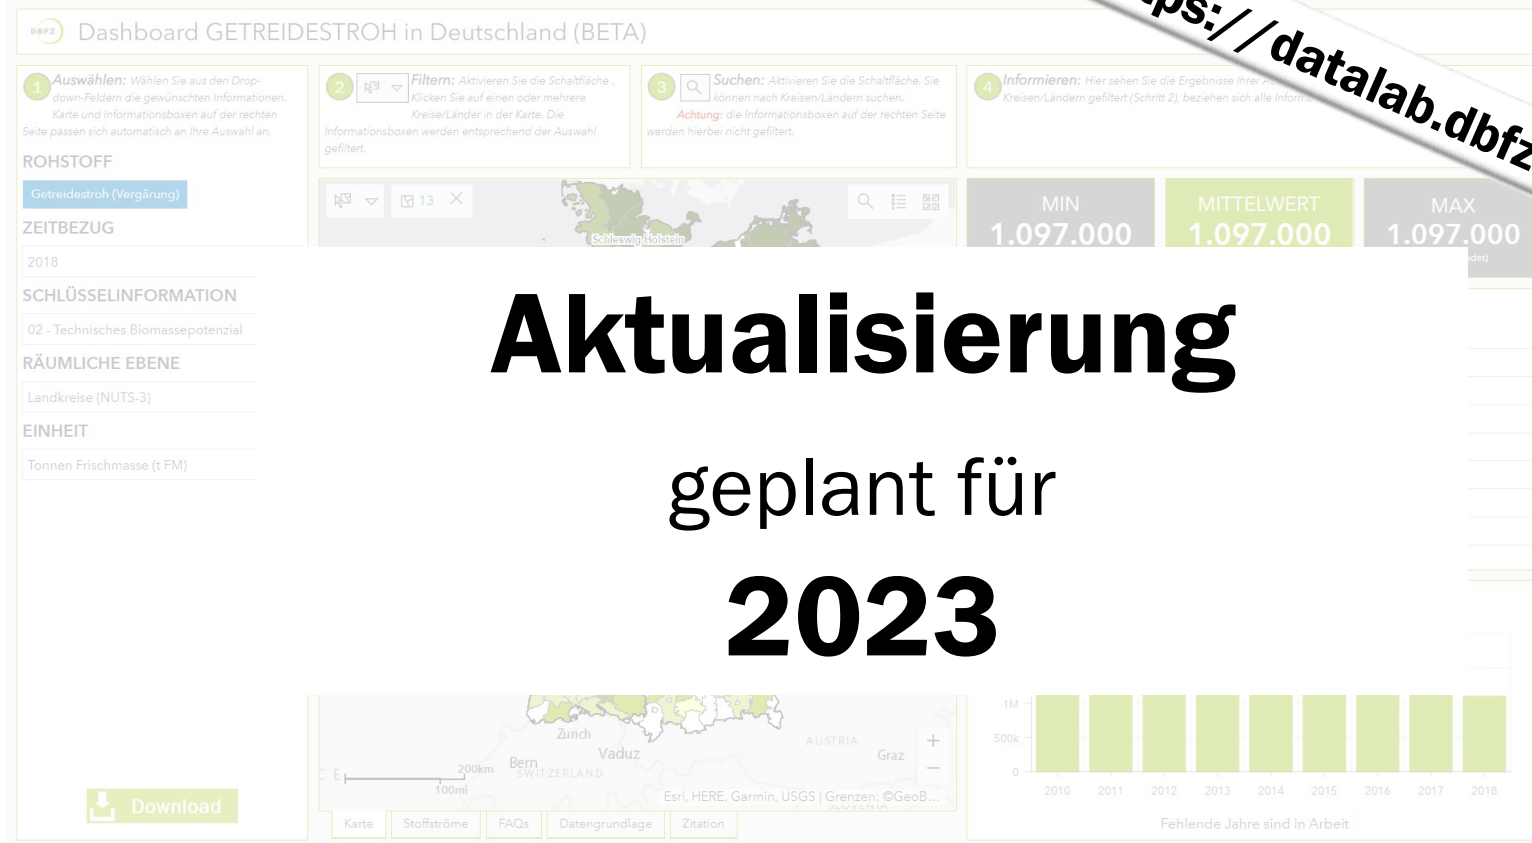 DBFZ
Dashboard GETREIDESTROH in Deutschland (BETA)
ps://datalab.dbfz
1 Auswählen: Wählen Sie aus den Drop-
down-Feldern die gewünschten Informationen.
Karte und Informationsboxen auf der rechten
Seite passen sich automatisch an Ihre Auswahl an.
2 Filtern: Aktivieren Sie die Schaltfläche .
Klicken Sie auf einen oder mehrere
Kreise/Länder in der Karte. Die
Informationsboxen werden entsprechend der Auswahl
gefiltert.
3 Suchen: Aktivieren Sie die Schaltfläche. Sie
können nach Kreisen/Ländern suchen.
Achtung: die Informationsboxen auf der rechten Seite
werden hierbei nicht gefiltert.
4 Informieren: Hier sehen Sie die Ergebnisse Ihrer
Kreisen/Ländern gefiltert (Schritt 2), beziehen sich alle
ROHSTOFF
Getreidestroh (Vergärung)
ZEITBEZUG
2018
SCHLÜSSELINFORMATION
02 - Technisches Biomassepotenzial
RÄUMLICHE EBENE
Landkreise (NUTS-3)
EINHEIT
Tonnen Frischmasse (t FM)
Download
13
Schleswig-Holstein
MIN
1.097.000
MITTELWERT
1.097.000
MAX
1.097.000
Aktualisierung
geplant für
2023
Zurich
Vaduz
Bern
SWITZERLAND
AUSTRIA
Graz
SLOVENIA
200km
100mi
Esri, HERE, Garmin, USGS | Grenzen: ©GeoB...
Karte
Stoffströme
FAQs
Datengrundlage
Zitation
1M
500k
0
2010 2011 2012 2013 2014 2015 2016 2017 2018
Fehlende Jahre sind in Arbeit